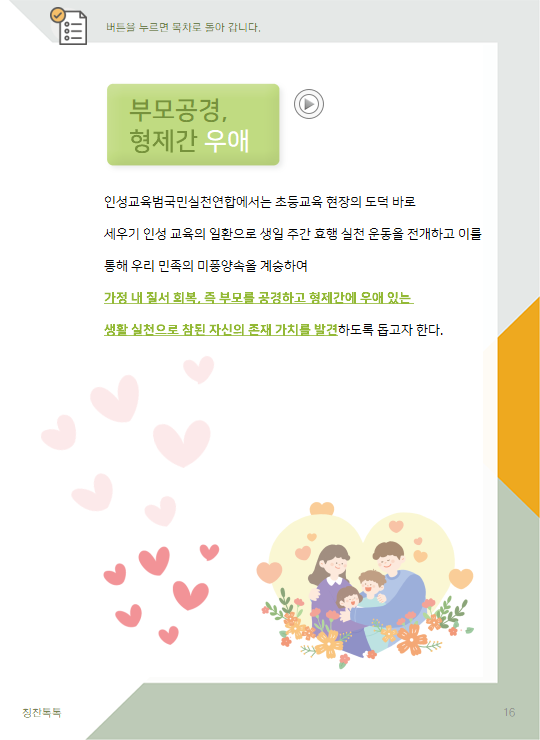 버튼을 누르면 목차로 돌아 갑니다.
부모공경,
형제간 우애
인성교육범국민실천연합에서는 초등교육 현장의 도덕 바로
세우기 인성 교육의 일환으로 생일 주간 효행 실천 운동을 전개하고 이를
통해 우리 민족의 미풍양속을 계승하여
가정 내 질서 회복, 즉 부모를 공경하고 형제간에 우애 있는
생활 실천으로 참된 자신의 존재 가치를 발견하도록 돕고자 한다.
칭찬톡톡
16